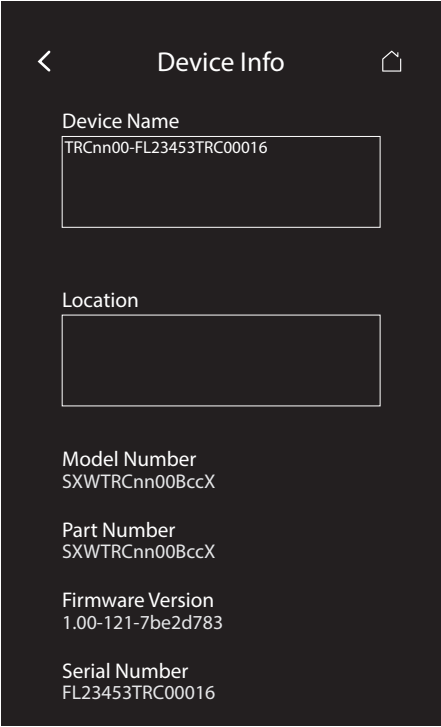 Device Info
Device Name
TRCnn00-FL23453TRC00016
Location
Model Number
SXWTRCnn00BccX
Part Number
SXWTRCnn00BccX
Firmware Version
1.00-121-7be2d783
Serial Number
FL23453TRC00016